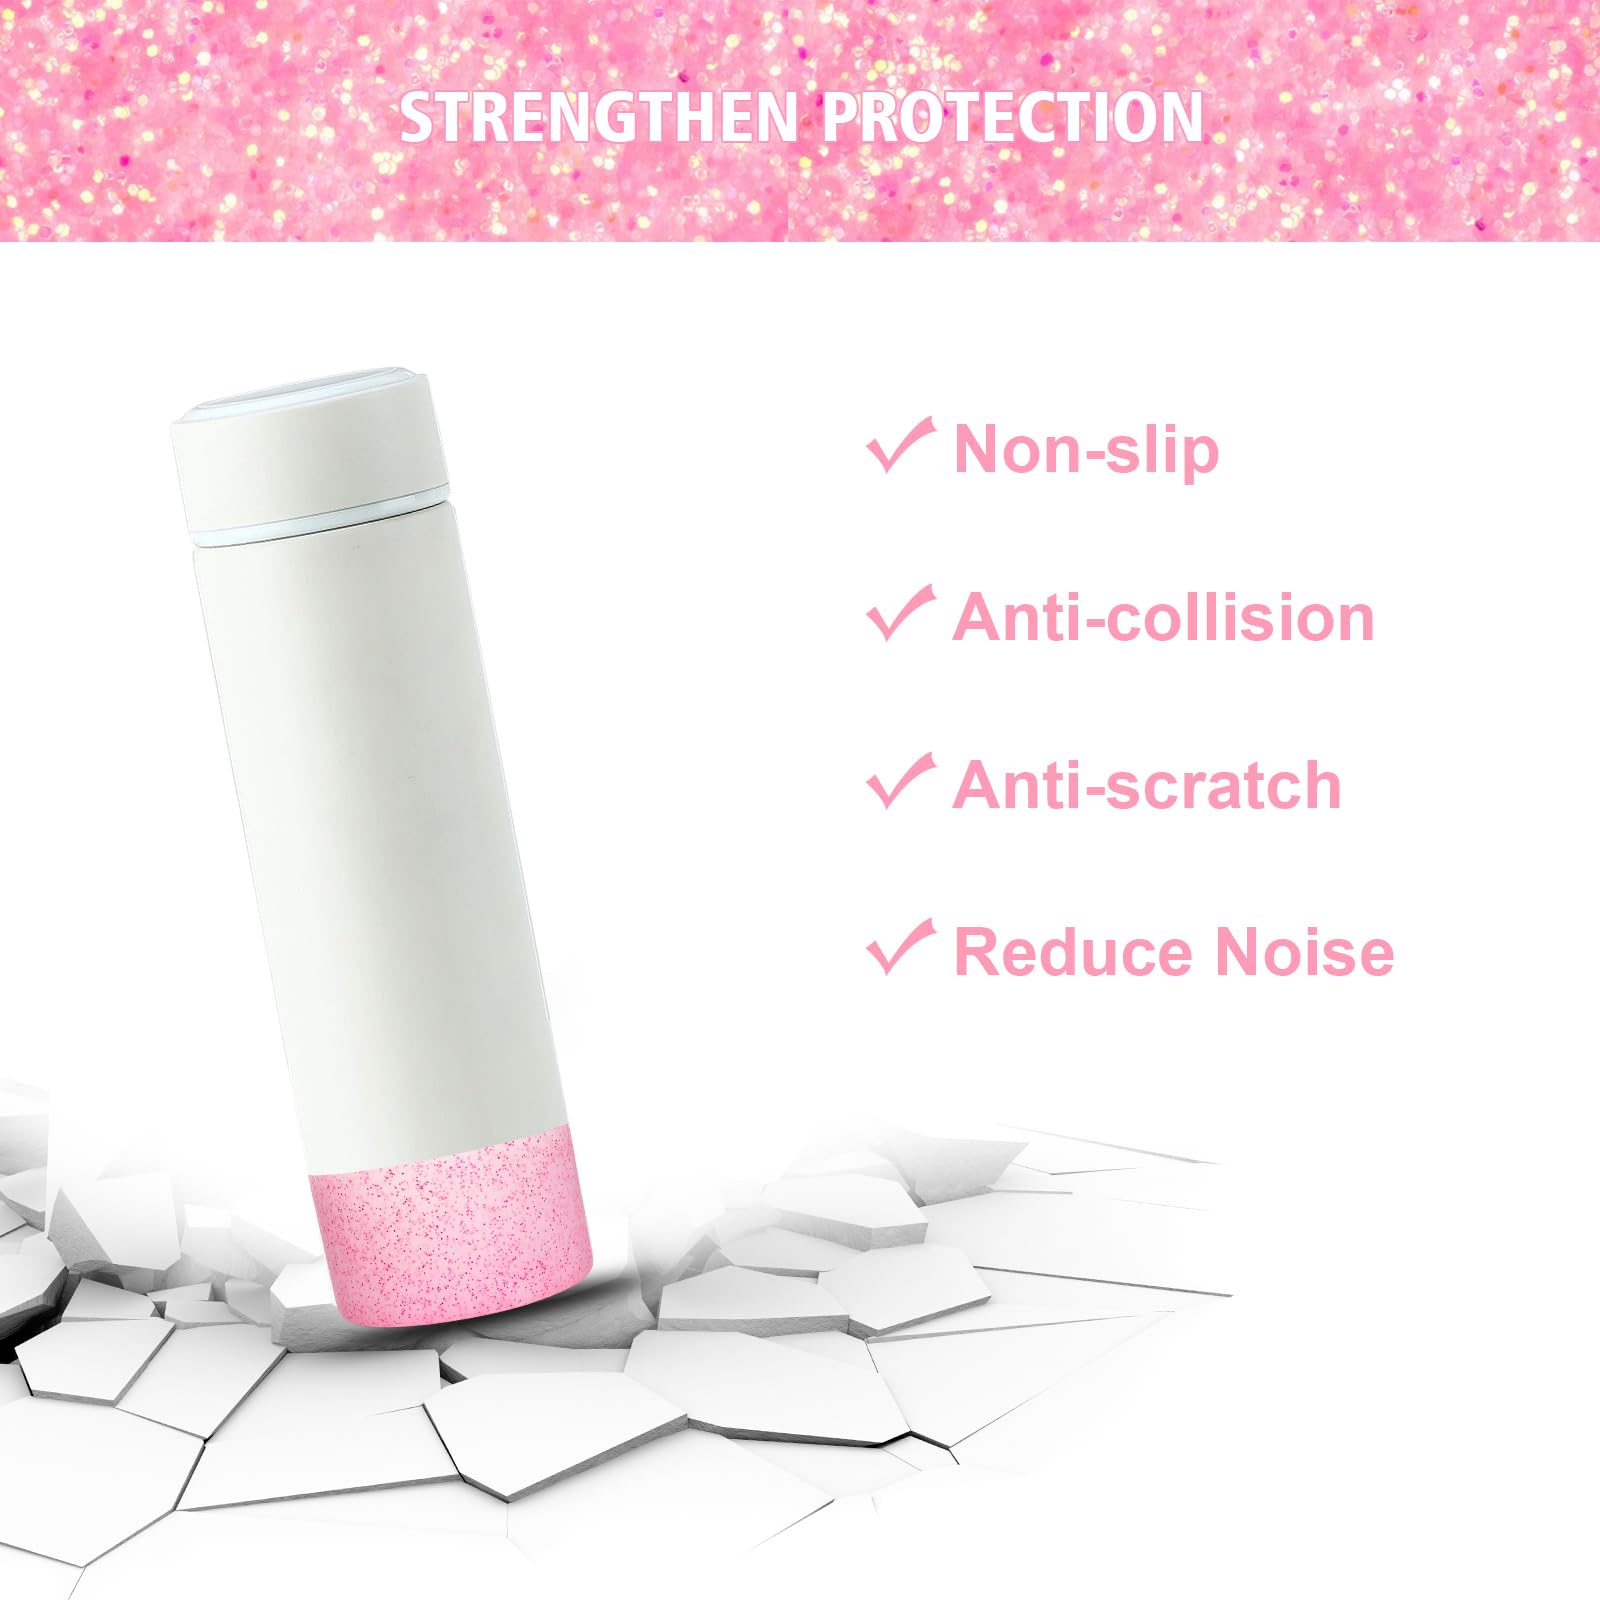 STRENGTHEN PROTECTION
Non-slip
Anti-collision
Anti-scratch
Reduce Noise